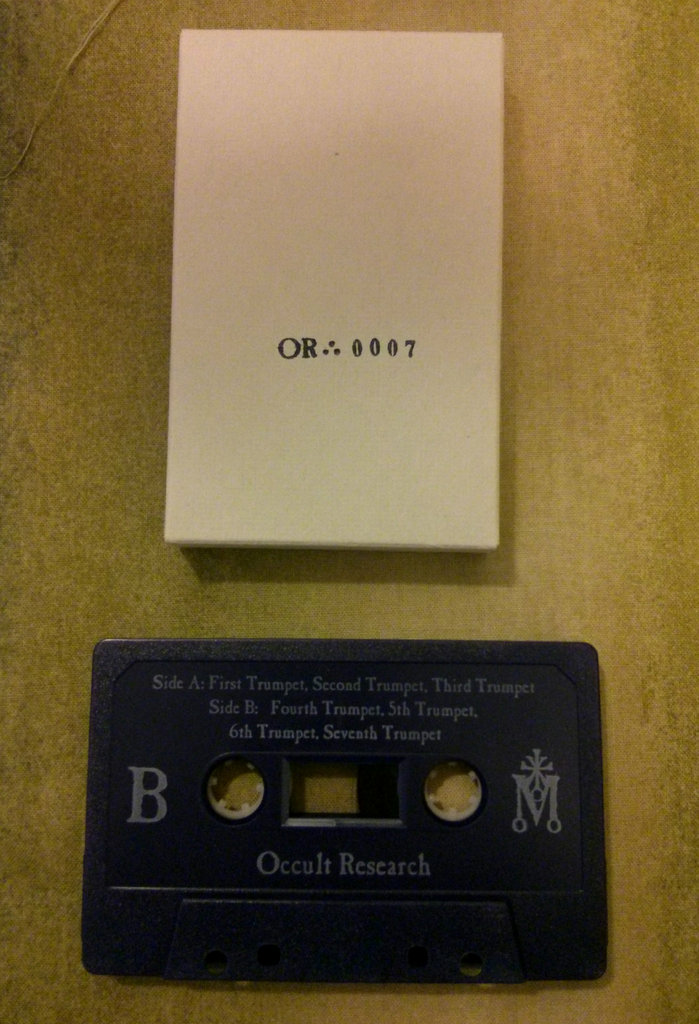 OR∴ 0007
Side A: First Trumpet, Second Trumpet, Third Trumpet
Side B: Fourth Trumpet, 5th Trumpet,
6th Trumpet, Seventh Trumpet
B
Occult Research